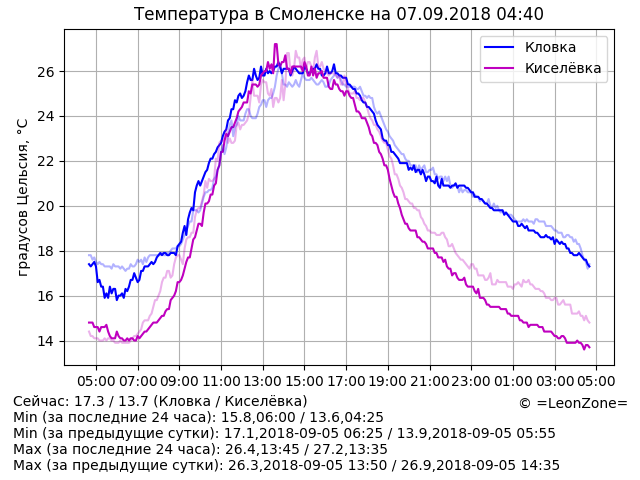 Температура в Смоленске на 07.09.2018 04:40
Кловка
Киселёвка
градусов Цельсия, °C
26
24
22
20
18
16
14
05:00 07:00 09:00 11:00 13:00 15:00 17:00 19:00 21:00 23:00 01:00 03:00 05:00
Сейчас: 17.3 / 13.7 (Кловка / Киселёвка)
© =LeonZone=
Min (за последние 24 часа): 15.8,06:00 / 13.6,04:25
Min (за предыдущие сутки): 17.1,2018-09-05 06:25 / 13.9,2018-09-05 05:55
Max (за последние 24 часа): 26.4,13:45 / 27.2,13:35
Max (за предыдущие сутки): 26.3,2018-09-05 13:50 / 26.9,2018-09-05 14:35